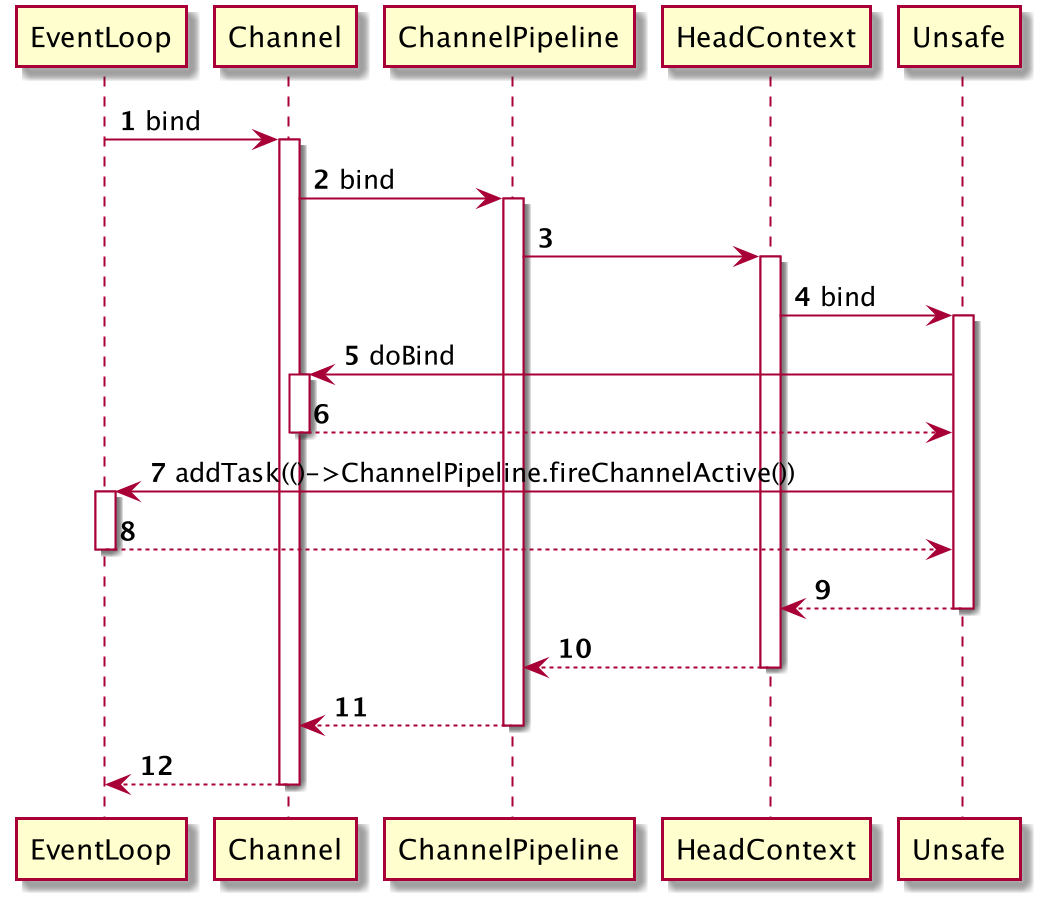 EventLoop Channel ChannelPipeline HeadContext Unsafe
1 bind
2 bind
3
4 bind
5 doBind
6
7 addTask(()->ChannelPipeline.fireChannelActive())
8
9
10
11
12
EventLoop Channel ChannelPipeline HeadContext Unsafe